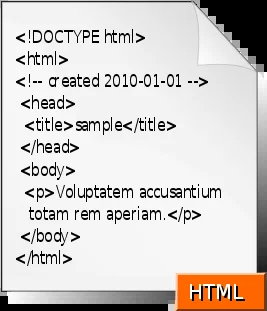 <!DOCTYPE html>
<html>
<!-- created 2010-01-01 -->
<head>
<title>sample</title>
</head>
<body>
<p>Voluptatem accusantium
totam rem aperiam.</p>
</body>
</html>
HTML